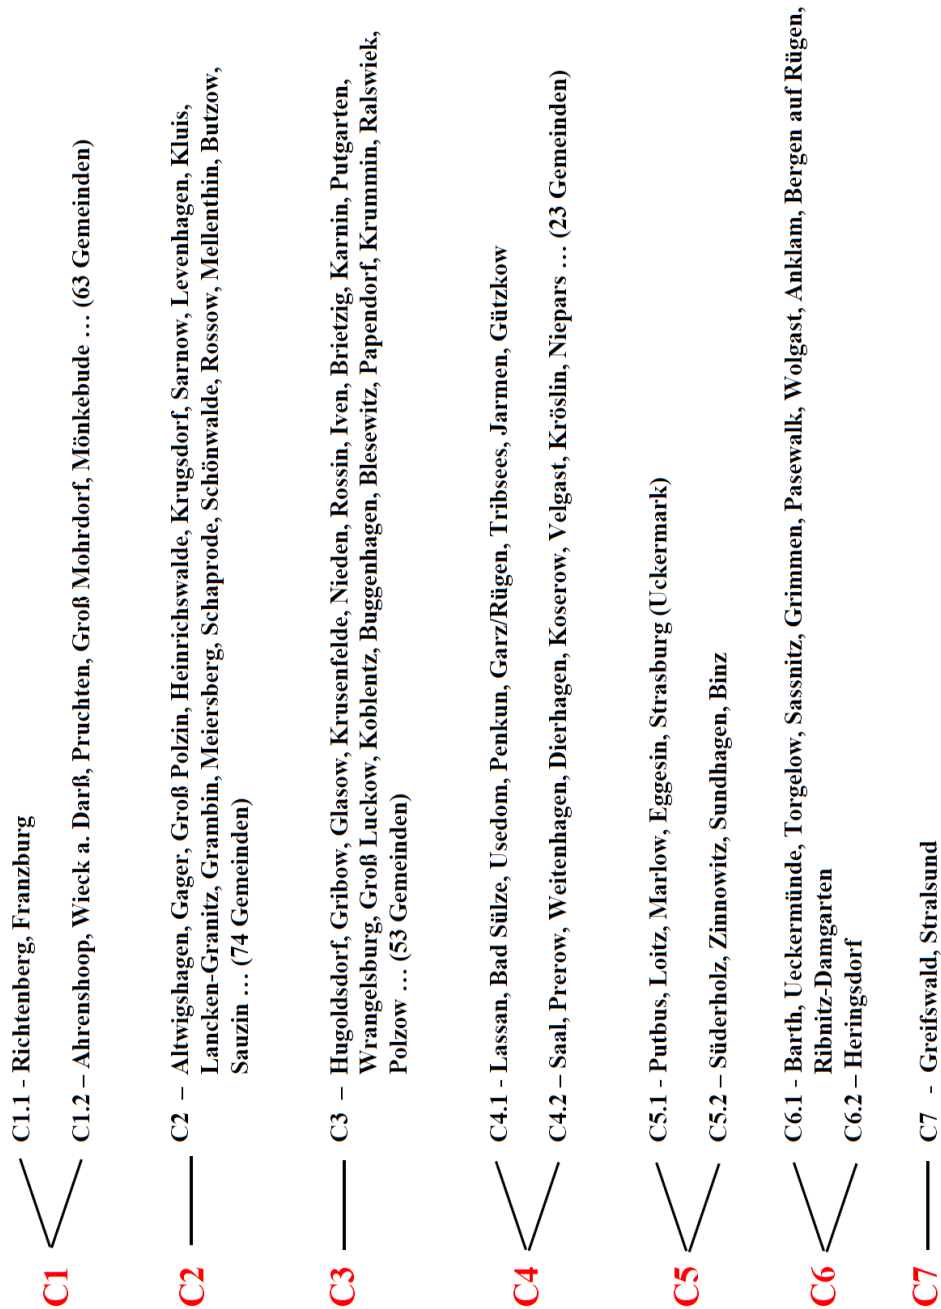 C1
C1.1 - Richtenberg, Franzburg
C1.2 – Ahrenshoop, Wieck a. Darß, Pruchten, Groß Mohrdorf, Mönkebude … (63 Gemeinden)
C2
C2 – Altwigshagen, Gager, Groß Polzin, Heinrichswalde, Krugsdorf, Sarnow, Levenhagen, Kluis,
Lancken-Granitz, Grambin, Meiersberg, Schaprode, Schönwalde, Rossow, Mellenthin, Butzow,
Sauzin … (74 Gemeinden)
C3
C3 – Hugoldsdorf, Gribow, Glasow, Krusenfelde, Nieden, Rossin, Iven, Brietzig, Karnin, Putgarten,
Wrangelsburg, Groß Luckow, Koblentz, Buggenhagen, Blesewitz, Papendorf, Krummin, Ralswiek,
Polzow … (53 Gemeinden)
C4
C4.1 - Lassan, Bad Sülze, Usedom, Penkun, Garz/Rügen, Tribsees, Jarmen, Gützkow
C4.2 – Saal, Prerow, Weitenhagen, Dierhagen, Koserow, Velgast, Kröslin, Niepars … (23 Gemeinden)
C5
C5.1 - Putbus, Loitz, Marlow, Eggesin, Strasburg (Uckermark)
C5.2 – Süderholz, Zinnowitz, Sundhagen, Binz
C6
C6.1 - Barth, Ueckermünde, Torgelow, Sassnitz, Grimmen, Pasewalk, Wolgast, Anklam, Bergen auf Rügen,
Ribnitz-Damgarten
C6.2 – Heringsdorf
C7
C7 - Greifswald, Stralsund